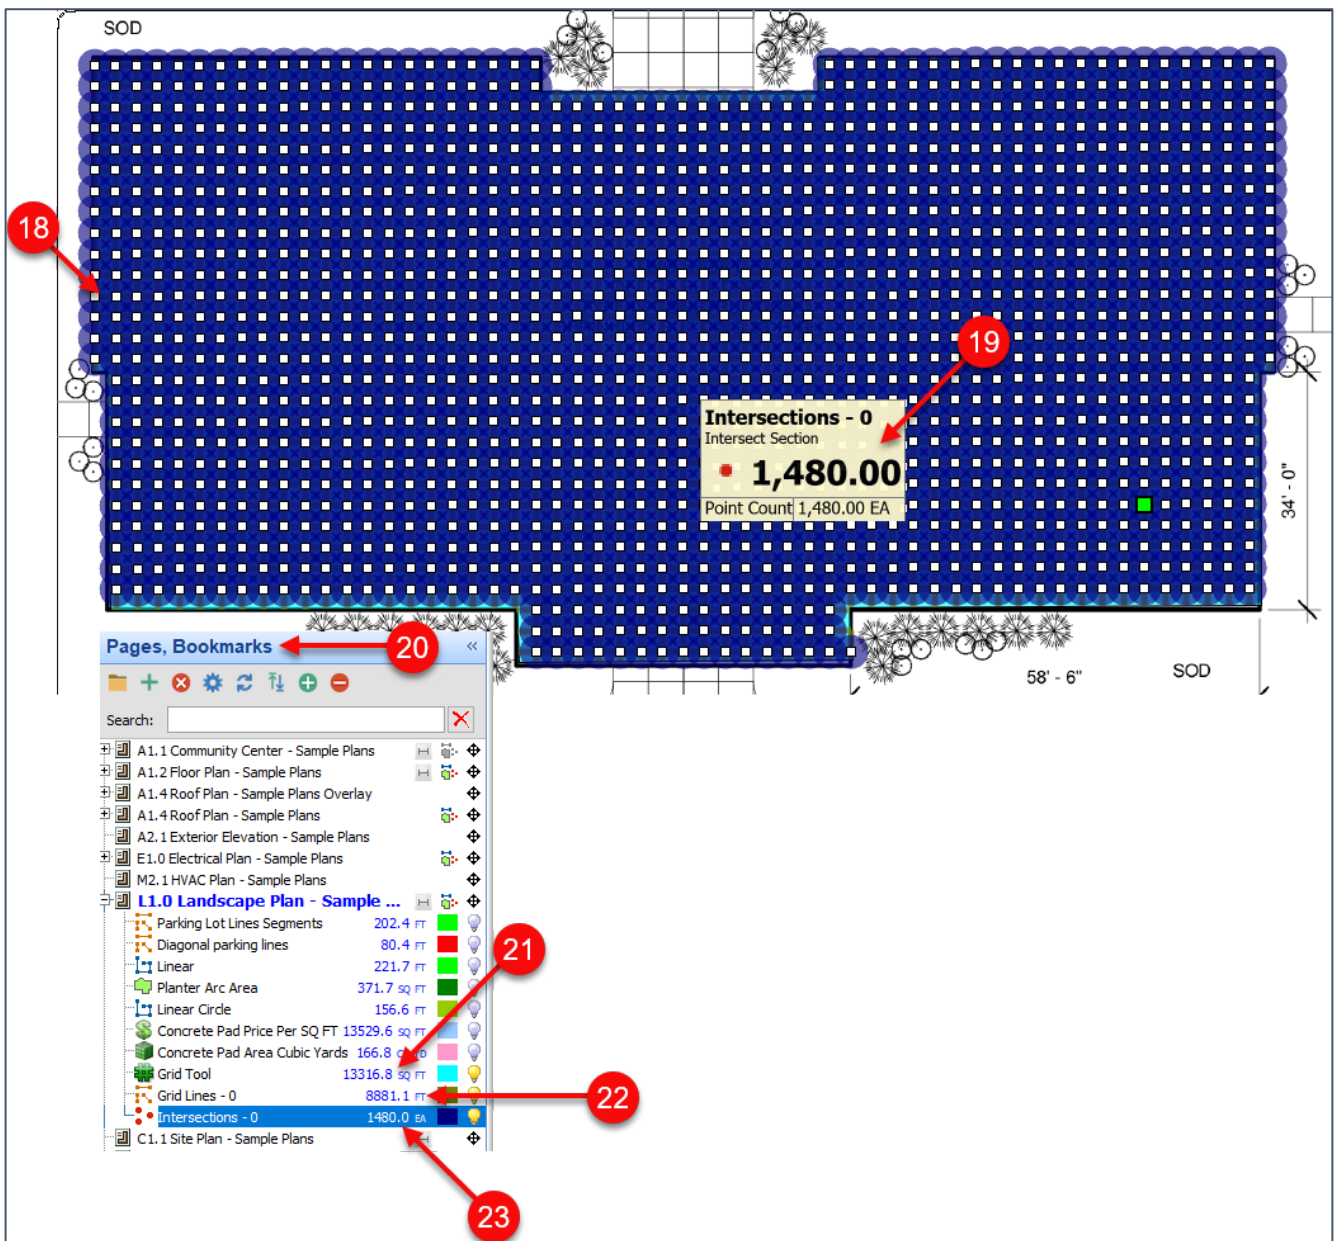 SOD
18
19
Intersections - 0
Intersect Section
1,480.00
Point Count 1,480.00 EA
34' - 0"
20
Pages, Bookmarks «
58' - 6"
SOD
Search:
A1.1 Community Center - Sample Plans
A1.2 Floor Plan - Sample Plans
A1.4 Roof Plan - Sample Plans Overlay
A1.4 Roof Plan - Sample Plans
A2.1 Exterior Elevation - Sample Plans
E1.0 Electrical Plan - Sample Plans
M2.1 HVAC Plan - Sample Plans
L1.0 Landscape Plan - Sample ...
Parking Lot Lines Segments 202.4 FT
Diagonal parking lines 80.4 FT
21
Linear 221.7 FT
Planter Arc Area 371.7 SQ FT
Linear Circle 156.6 FT
Concrete Pad Price Per SQ FT 13529.6 SQ FT
Concrete Pad Area Cubic Yards 166.8
Grid Tool 13316.8 SQ FT
Grid Lines - 0 8881.1 FT
22
Intersections - 0 1480.0 EA
C1.1 Site Plan - Sample Plans
23